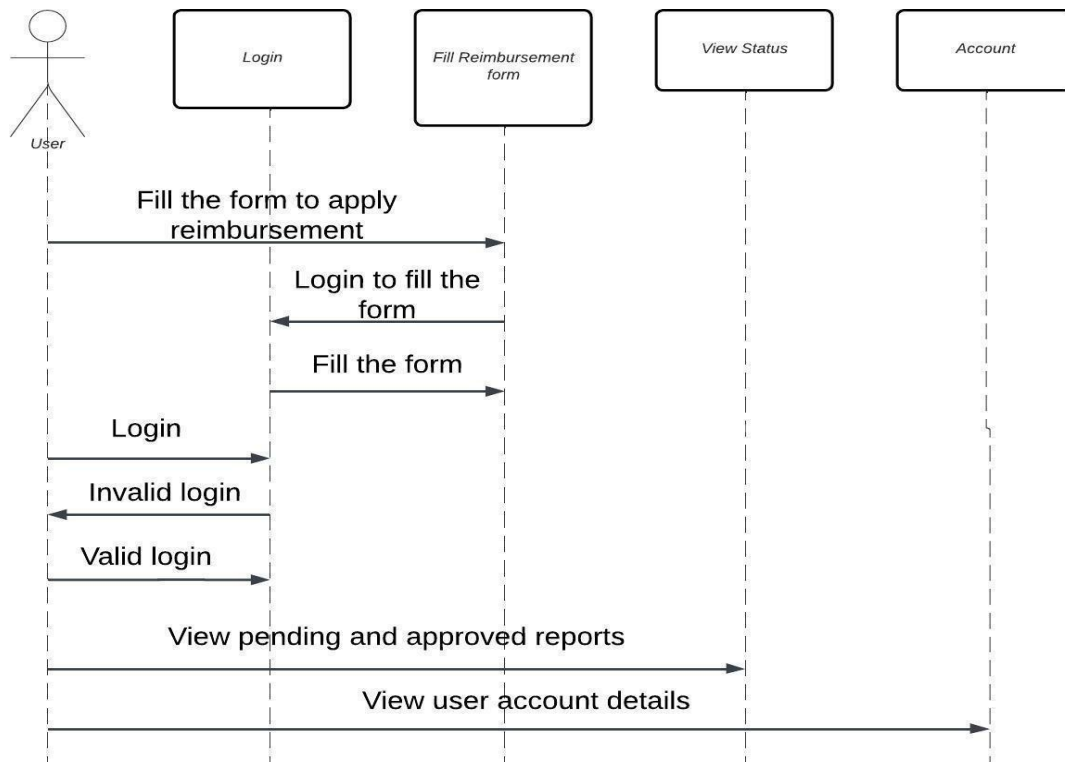 Login
Fill Reimbursement
form
View Status
Account
User
Fill the form to apply
reimbursement
Login to fill the
form
Fill the form
Login
Invalid login
Valid login
View pending and approved reports
View user account details